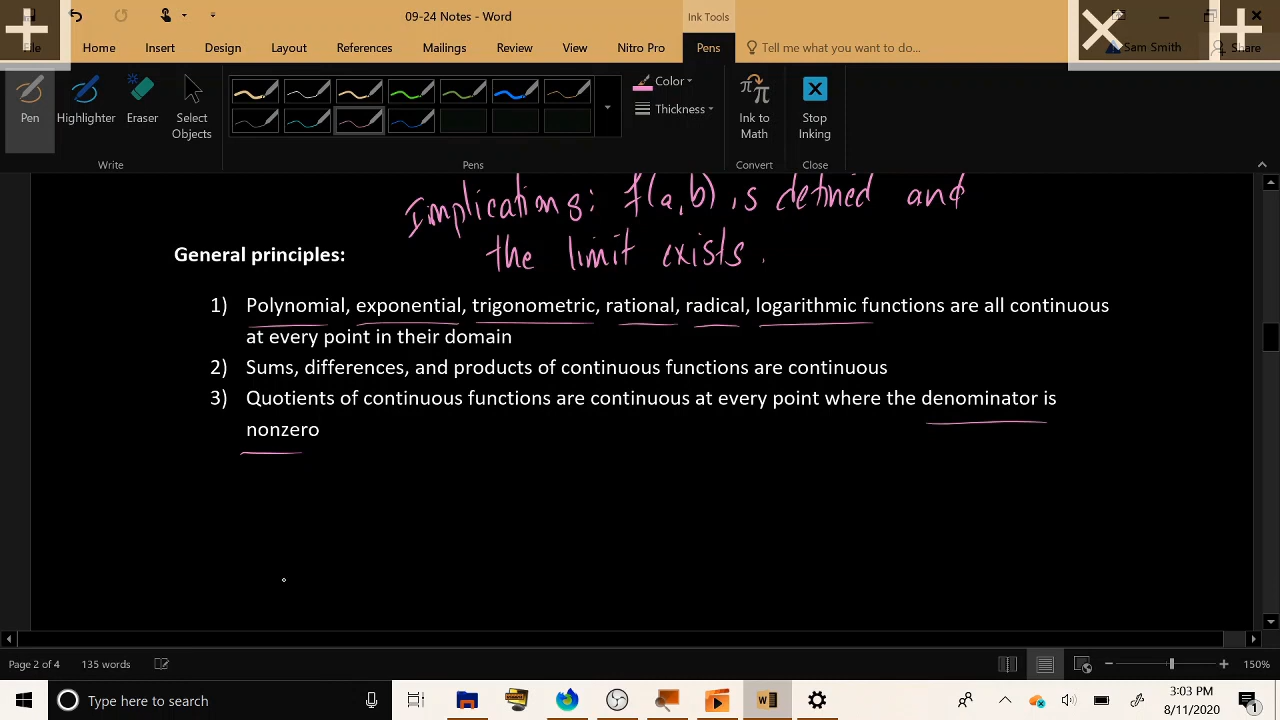 09-24 Notes - Word
Ink Tools
File Home Insert Design Layout References Mailings Review View Nitro Pro Pens Tell me what you want to do... Sam Smith Share
Pen Highlighter Eraser Select Objects
Color
Thickness
Ink to Math
Stop Inking
Write Pens Convert Close
Implications: f(a,b) is defined and
the limit exists.
General principles:
1) Polynomial, exponential, trigonometric, rational, radical, logarithmic functions are all continuous
at every point in their domain
2) Sums, differences, and products of continuous functions are continuous
3) Quotients of continuous functions are continuous at every point where the denominator is
nonzero
Page 2 of 4 135 words 150%
Type here to search
3:03 PM
8/11/2020
1